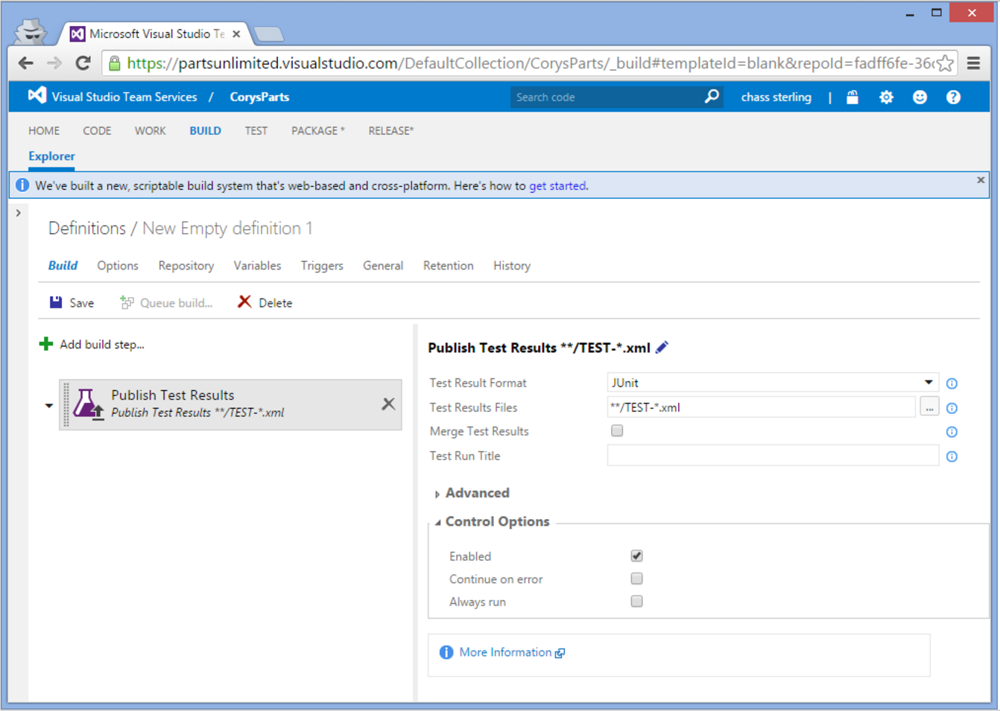 Microsoft Visual Studio Te
https://partsunlimited.visualstudio.com/DefaultCollection/CorysParts/_build#templateId=blank&repoId=fadff6fe-36
Visual Studio Team Services / CorysParts
Search code
chass sterling |
HOME CODE WORK BUILD TEST PACKAGE * RELEASE*
Explorer
We've built a new, scriptable build system that's web-based and cross-platform. Here's how to get started.
Definitions / New Empty definition 1
Build Options Repository Variables Triggers General Retention History
Save Queue build... Delete
Add build step...
Publish Test Results
Publish Test Results **/TEST-*.xml
Publish Test Results **/TEST-*.xml
Test Result Format JUnit
Test Results Files **/TEST-*.xml ...
Merge Test Results
Test Run Title
Advanced
Control Options
Enabled
Continue on error
Always run
More Information